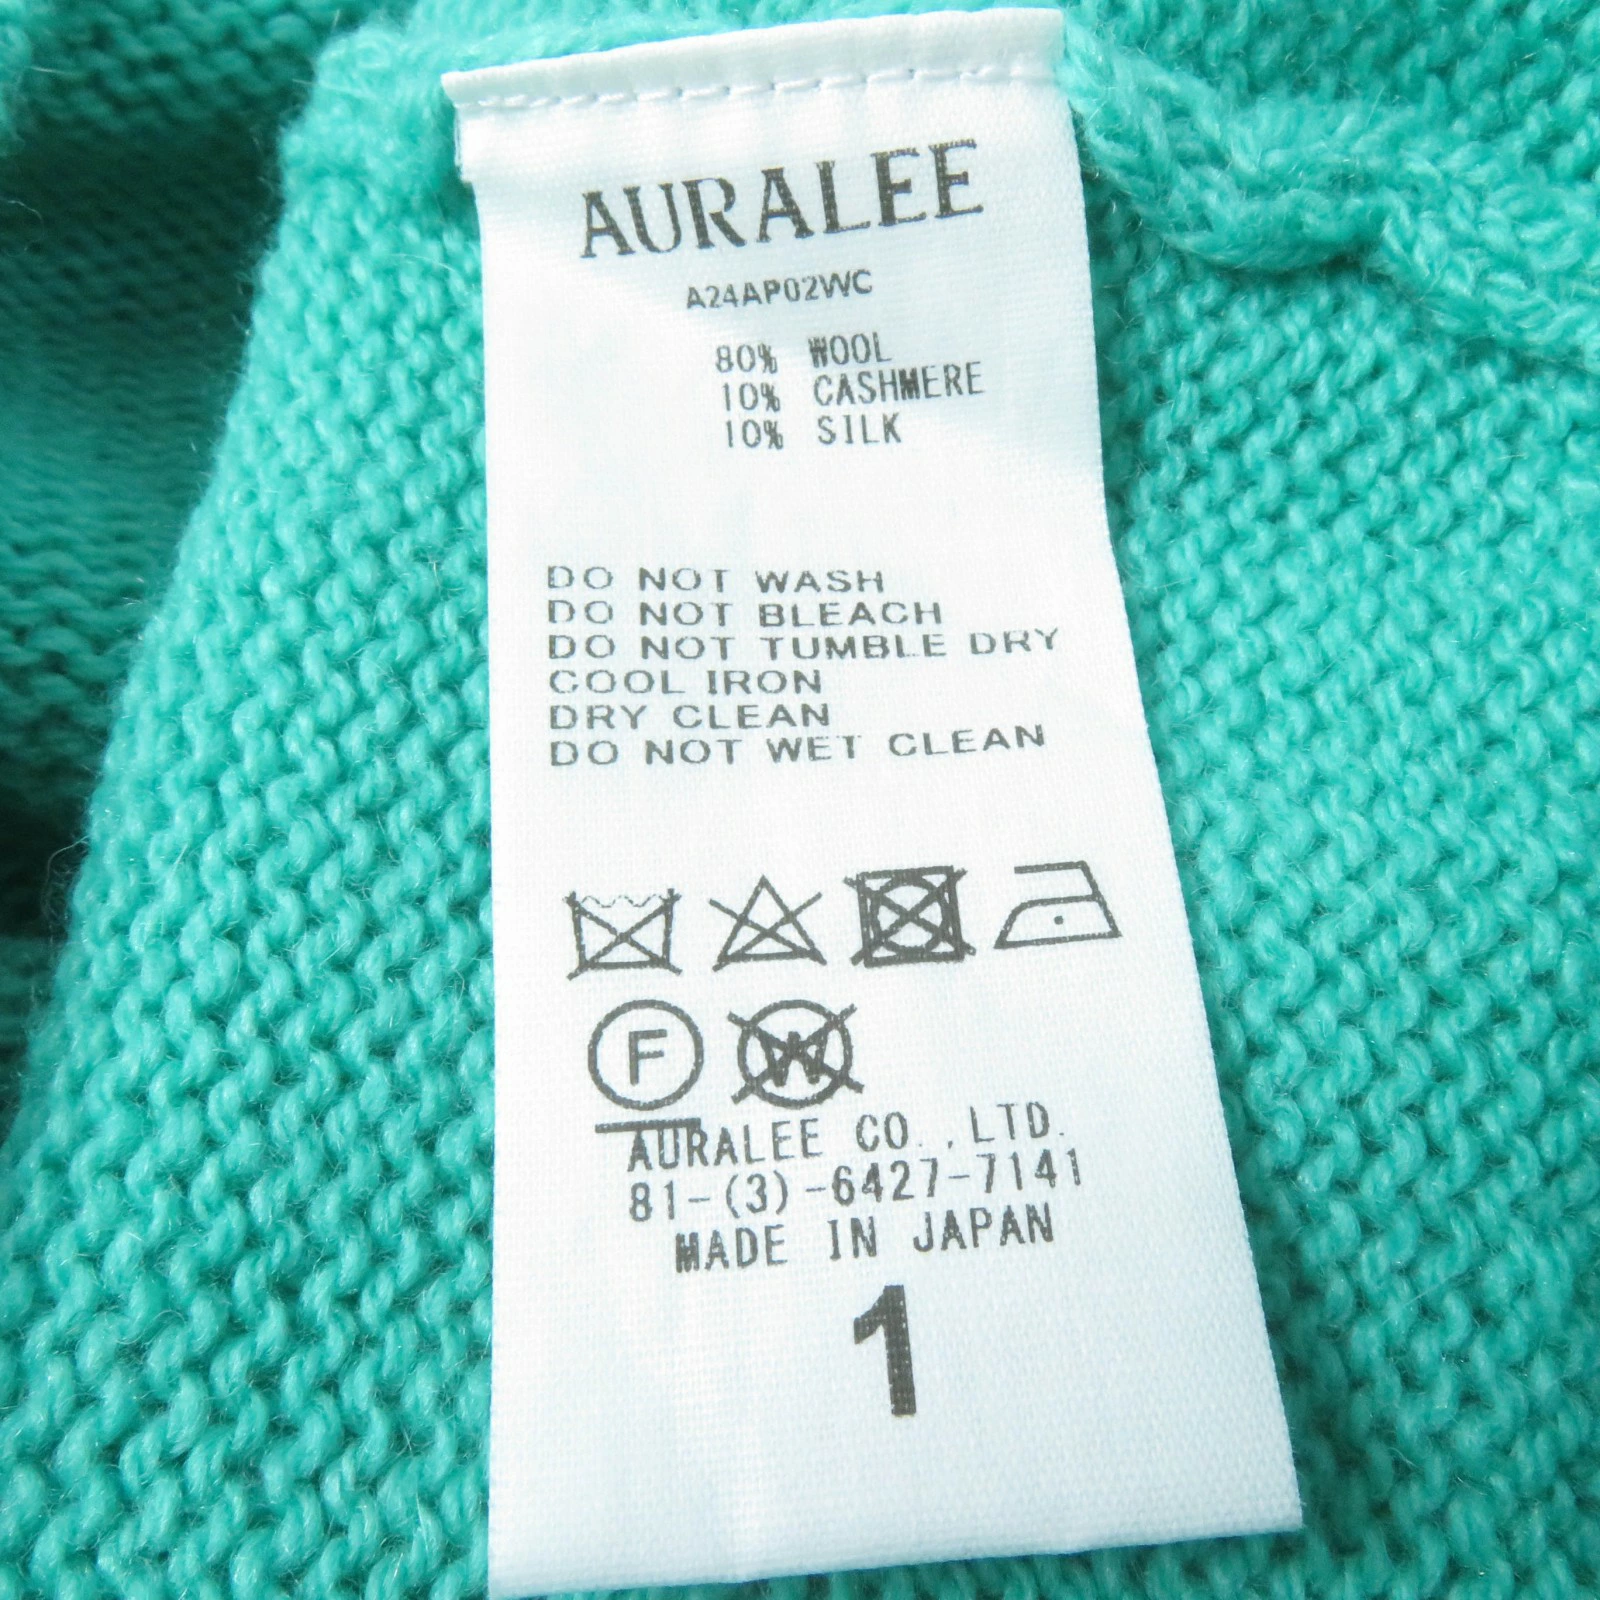 AURALEE
A24AP02WC
80% WOOL
10% CASHMERE
10% SILK
DO NOT WASH
DO NOT BLEACH
DO NOT TUMBLE DRY
COOL IRON
DRY CLEAN
DO NOT WET CLEAN
F W
AURALEE CO.,LTD.
81-(3)-6427-7141
MADE IN JAPAN
1